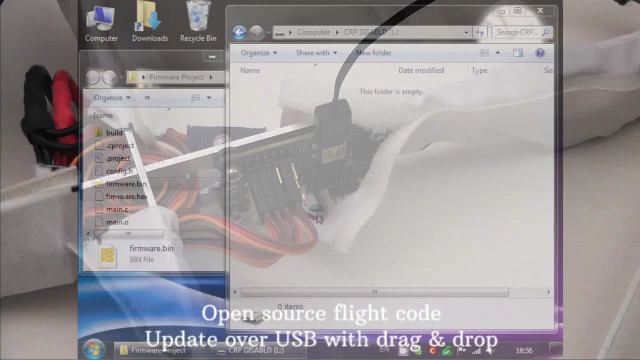 Computer
Downloads
Recycle Bin
Computer ▸ CRP DISABLD (L:)
Search CRP...
Organize
Share with
New folder
Name
Date modified
Type
Siz
This folder is empty.
0 items
Firmware Project
Organize
»
Name
build
.cproject
.project
config.h
firmware.bin
firmware.hex
main.c
main.o
firmware.bin
BIN File
Open source flight code
Update over USB with drag & drop
Firmware Project
CRP DISABLD (L:)
EN
18:56